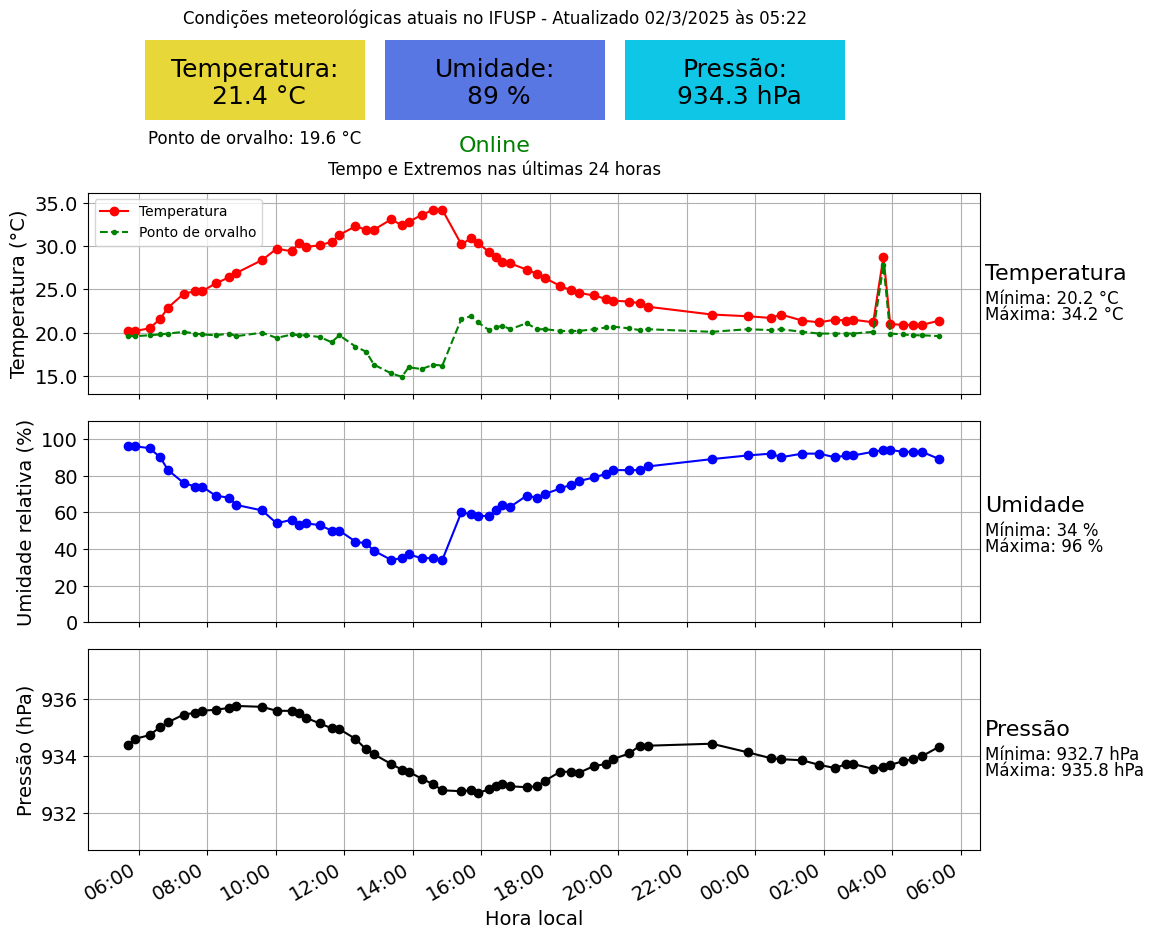 Condições meteorológicas atuais no IFUSP - Atualizado 02/3/2025 às 05:22
Temperatura:
21.4 °C
Umidade:
89 %
Pressão:
934.3 hPa
Ponto de orvalho: 19.6 °C
Online
Tempo e Extremos nas últimas 24 horas
Temperatura (°C)
35.0
30.0
25.0
20.0
15.0
Temperatura
Ponto de orvalho
Temperatura
Mínima: 20.2 °C
Máxima: 34.2 °C
Umidade relativa (%)
100
80
60
40
20
0
Umidade
Mínima: 34 %
Máxima: 96 %
Pressão (hPa)
936
934
932
Pressão
Mínima: 932.7 hPa
Máxima: 935.8 hPa
06:00 08:00 10:00 12:00 14:00 16:00 18:00 20:00 22:00 00:00 02:00 04:00 06:00
Hora local